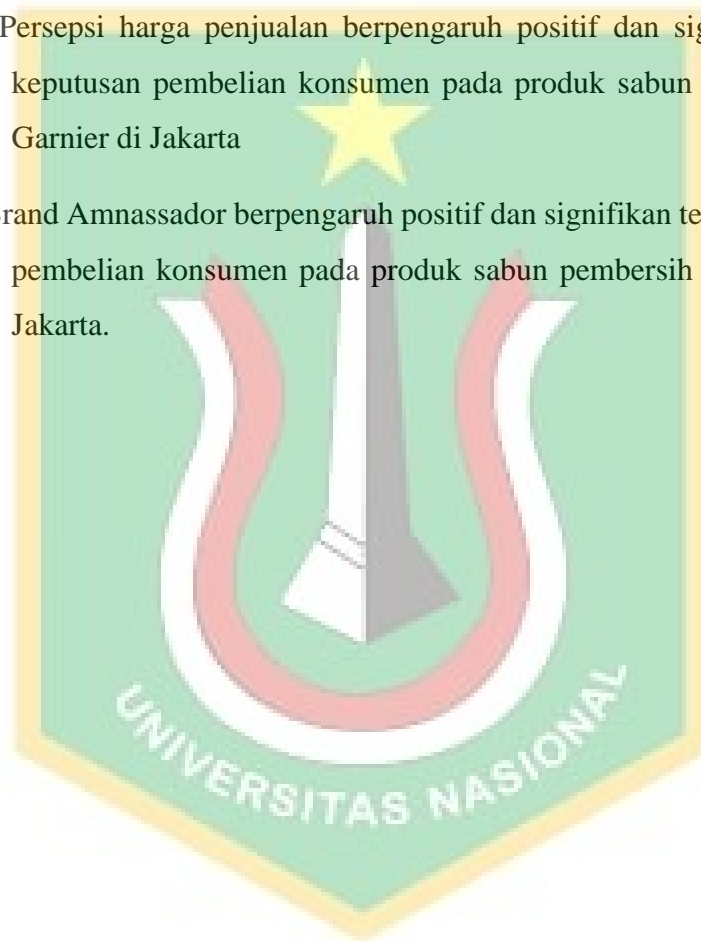 Persepsi harga penjualan berpengaruh positif dan sig
keputusan pembelian konsumen pada produk sabun
Garnier di Jakarta
Brand Amnassador berpengaruh positif dan signifikan te
pembelian konsumen pada produk sabun pembersih
Jakarta.
UNIVERSITAS NASIONAL